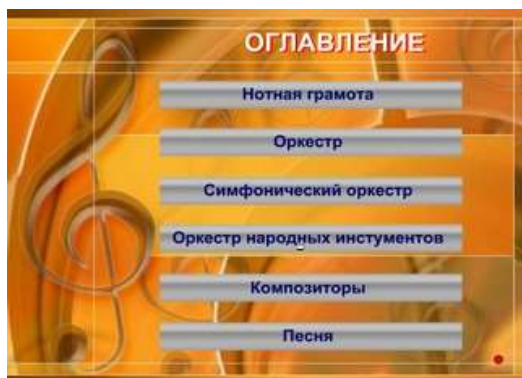 ОГЛАВЛЕНИЕ
Нотная грамота
Оркестр
Симфонический оркестр
Оркестр народных инстументов
Композиторы
Песня